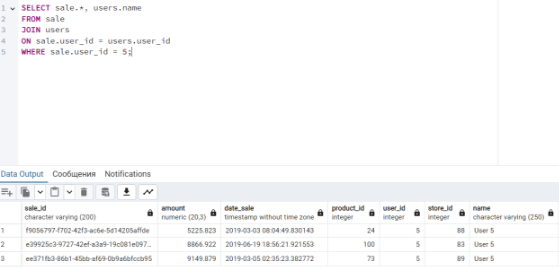 1 SELECT sale.*, users.name
2 FROM sale
3 JOIN users
4 ON sale.user_id = users.user_id
5 WHERE sale.user_id = 5;
Data Output Сообщения Notifications
sale_id amount date_sale product_id user_id store_id name
character varying (200) numeric (20,3) timestamp without time zone integer integer integer character varying (250)
1 f9056797-f702-42f3-ac6e-5d14205affde 5225.823 2019-03-03 08:04:49.830143 24 5 88 User 5
2 e39925c3-9727-42ef-a3a9-19c081e097... 8866.922 2019-06-19 18:56:21.921553 100 5 83 User 5
3 ee371fb3-86b1-45bb-af69-0b9a6bfccb95 9149.879 2019-03-05 02:35:23.382772 73 5 89 User 5